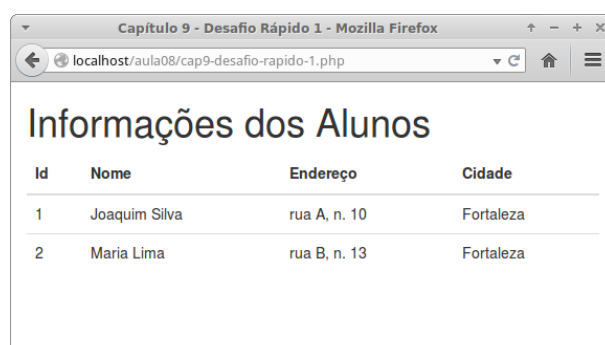 Capítulo 9 - Desafio Rápido 1 - Mozilla Firefox
localhost/aula08/cap9-desafio-rapido-1.php
Informações dos Alunos
Id Nome Endereço Cidade
1 Joaquim Silva rua A, n. 10 Fortaleza
2 Maria Lima rua B, n. 13 Fortaleza